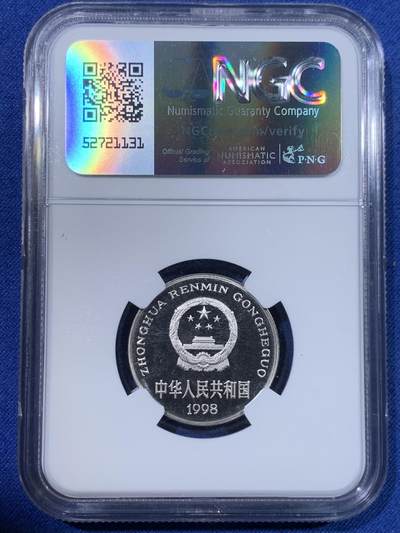 NGC
Numismatic Guaranty Company
/verify
52721131
Official Grading
Service of
AMERICAN
NUMISMATIC
ASSOCIATION
P·N·G
ZHONGHUA RENMIN GONGHEGUO
中华人民共和国
1998